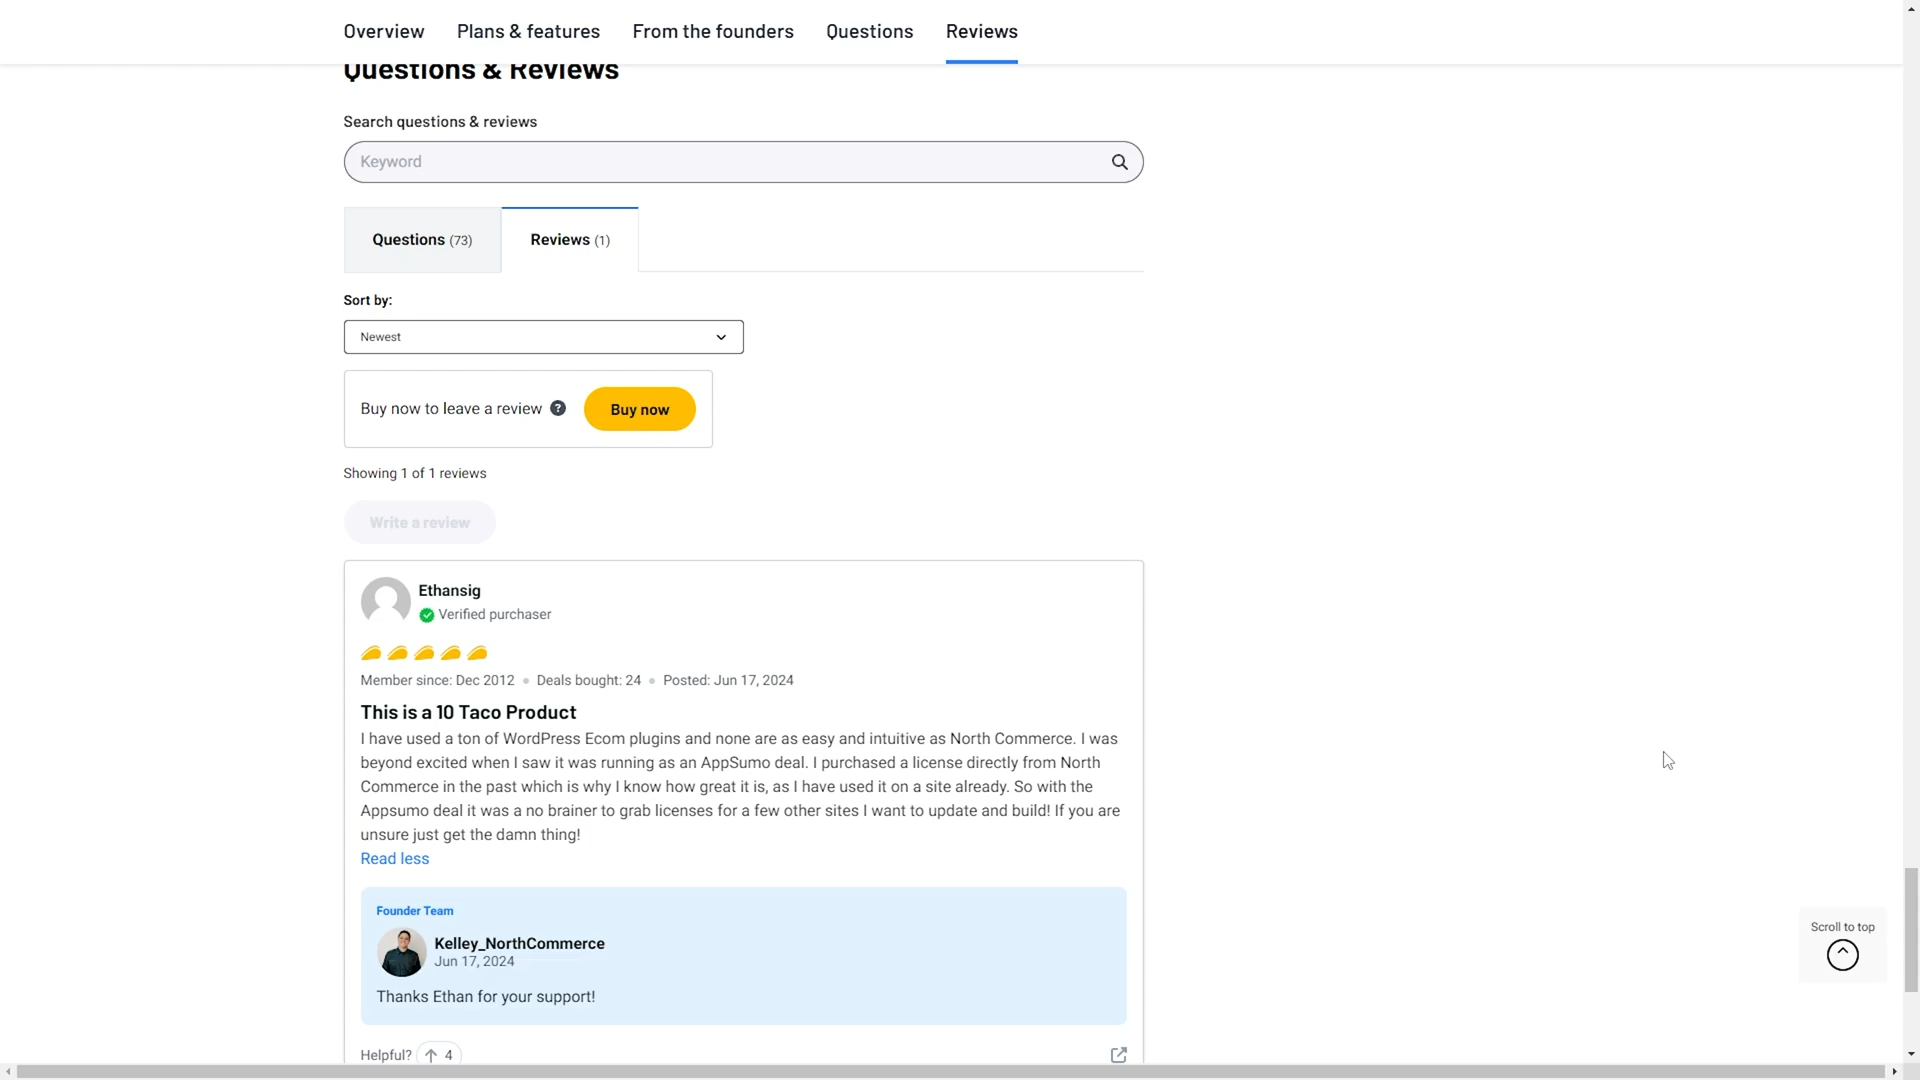 Overview Plans & features From the founders Questions Reviews
Questions & Reviews
Search questions & reviews
Keyword
Questions (73) Reviews (1)
Sort by:
Newest
Buy now to leave a review ? Buy now
Showing 1 of 1 reviews
Write a review
Ethansig
Verified purchaser
Member since: Dec 2012 Deals bought: 24 Posted: Jun 17, 2024
This is a 10 Taco Product
I have used a ton of WordPress Ecom plugins and none are as easy and intuitive as North Commerce. I was
beyond excited when I saw it was running as an AppSumo deal. I purchased a license directly from North
Commerce in the past which is why I know how great it is, as I have used it on a site already. So with the
Appsumo deal it was a no brainer to grab licenses for a few other sites I want to update and build! If you are
unsure just get the damn thing!
Read less
Founder Team
Kelley_NorthCommerce
Jun 17, 2024
Thanks Ethan for your support!
Scroll to top
Helpful? 4